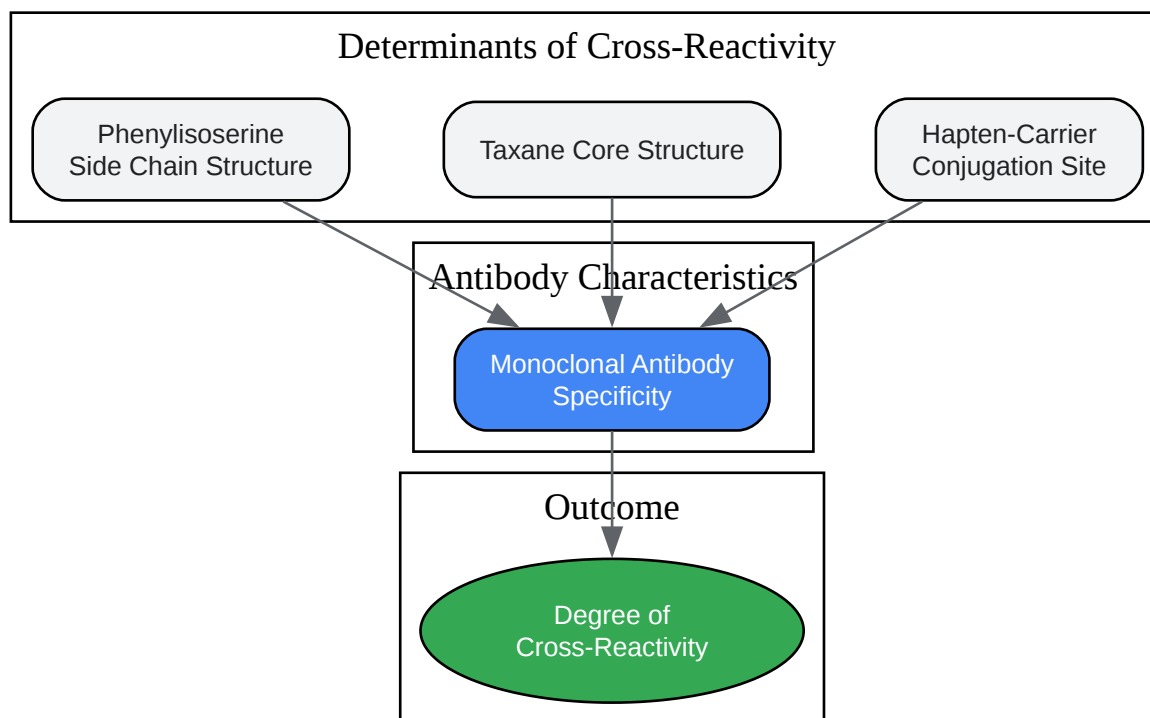 Determinants of Cross-Reactivity
Phenylisoserine
Side Chain Structure
Taxane Core Structure
Hapten-Carrier
Conjugation Site
Antibody Characteristics
Monoclonal Antibody
Specificity
Outcome
Degree of
Cross-Reactivity